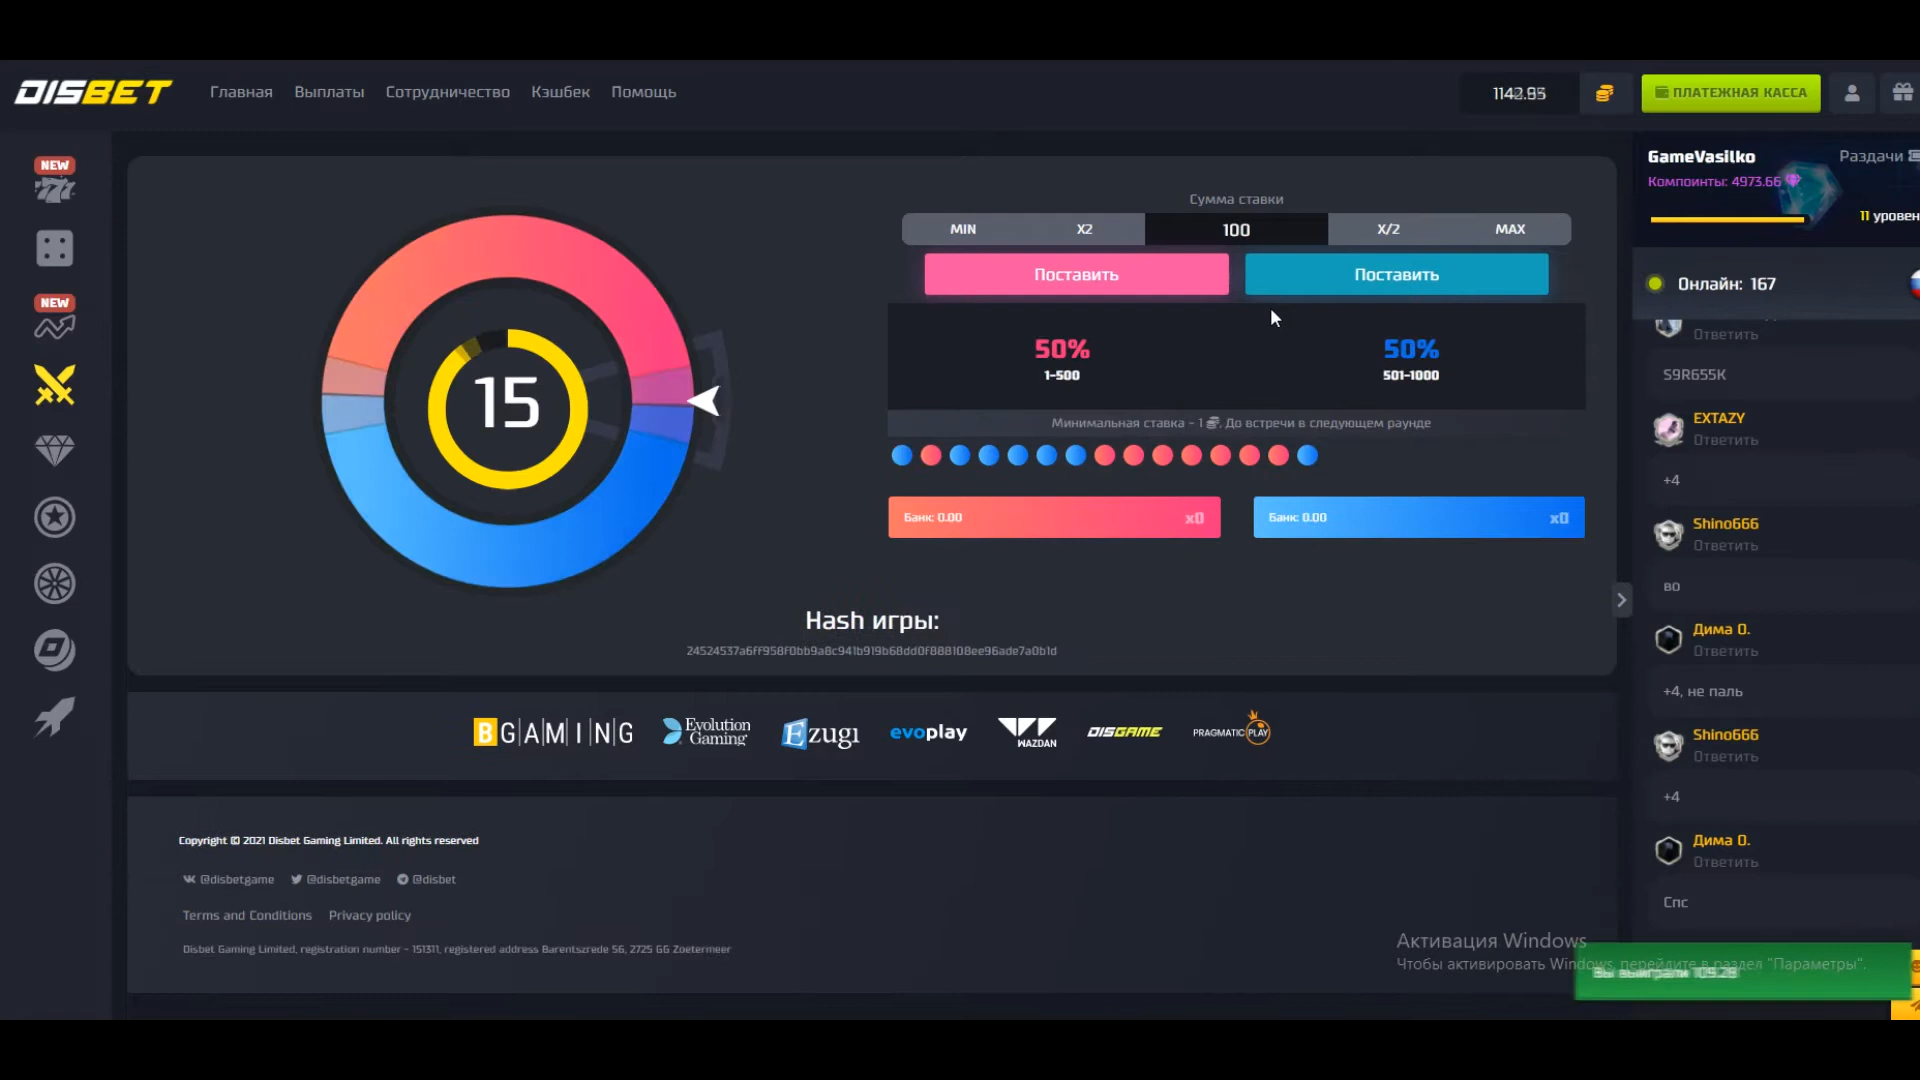 DISBET
Главная Выплаты Сотрудничество Кэшбек Помощь
ПЛАТЕЖНАЯ КАССА
NEW
NEW
15
Сумма ставки
MIN X2 100 X/2 MAX
Поставить Поставить
50% 50%
1-500 501-1000
Минимальная ставка - 1 , До встречи в следующем раунде
Банк: 0.00 x0 Банк: 0.00 x0
Hash игры:
24524537a6ff958f0bb9a8c941b919b68dd0f888108ee96ade7a0b1d
BGAMING Evolution Gaming Ezugi evoplay WAZDAN DISGAME PRAGMATIC PLAY
Copyright © 2021 Disbet Gaming Limited. All rights reserved
@disbetgame @disbetgame @disbet
Terms and Conditions Privacy policy
Disbet Gaming Limited, registration number - 151311, registered address Barentszrede 56, 2725 GG Zoetermeer
GameVasilko Раздачи
Компоинты: 4973.66
11 уровен
Онлайн: 167
Ответить
S9R655K
EXTAZY
Ответить
+4
Shino666
Ответить
во
Дима О.
Ответить
+4, не паль
Shino666
Ответить
+4
Дима О.
Ответить
Спс
Активация Windows
Чтобы активировать Windows, перейдите в раздел "Параметры".
Вы выиграли